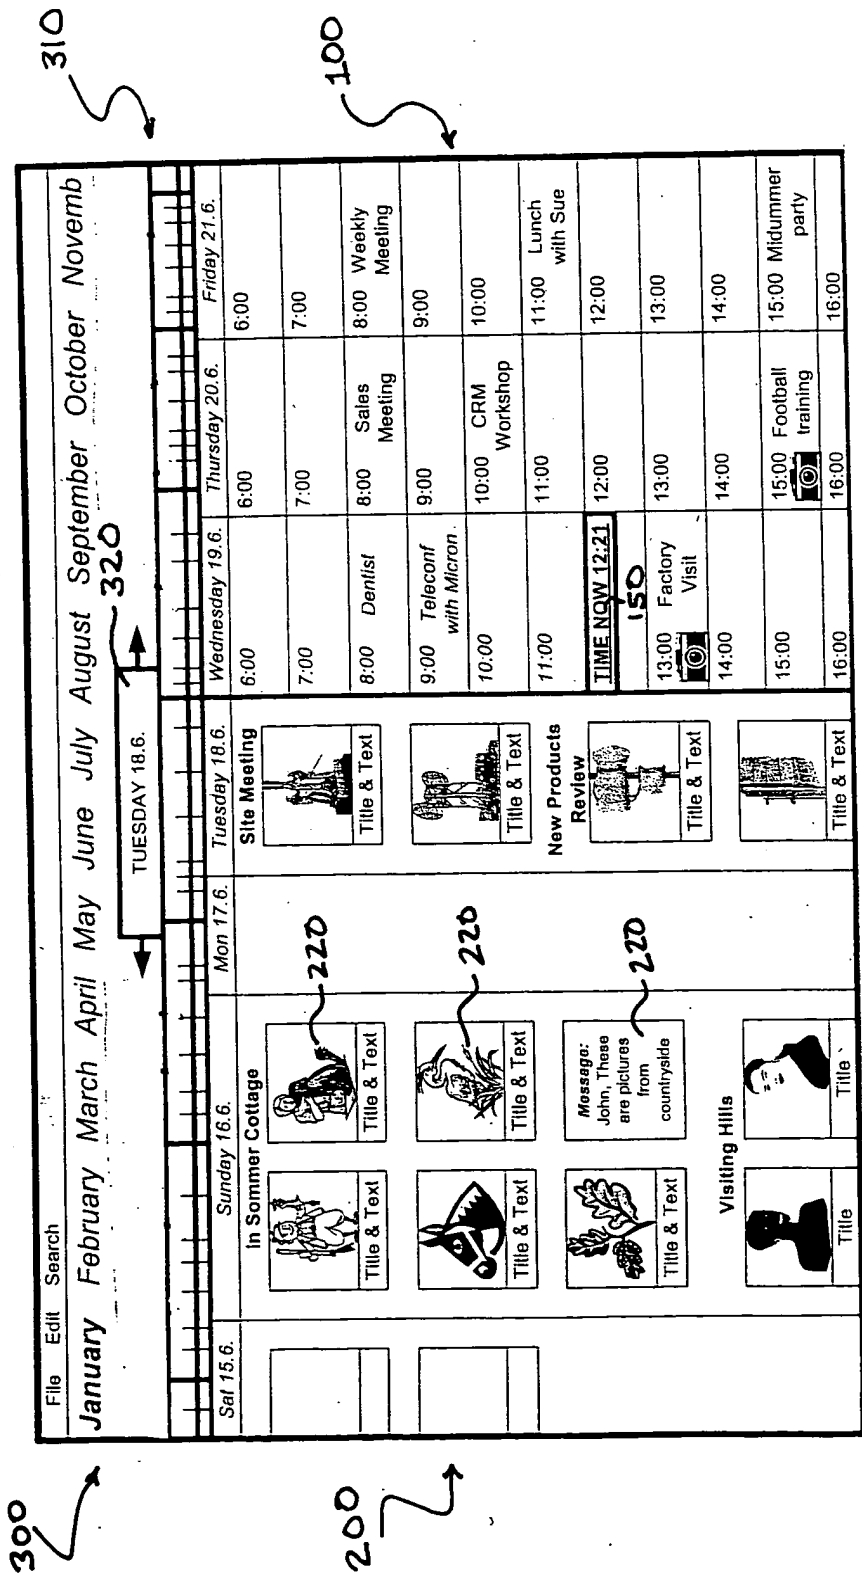 310
100
300
200
File Edit Search
January February March April May June July August September October Novemb
320
TUESDAY 18.6.
Sat 15.6.
Sunday 16.6.
In Sommer Cottage
Title & Text
Title & Text
220
Title & Text
Title & Text
220
Title & Text
Message:
John, These
are pictures
from
countryside
220
Visiting Hills
Title
Title
Mon 17.6.
Tuesday 18.6.
Site Meeting
Title & Text
Title & Text
New Products
Review
Title & Text
Title & Text
Wednesday 19.6.
6:00
7:00
8:00 Dentist
9:00 Teleconf
with Micron
10:00
11:00
TIME NOW 12:21
150
13:00 Factory
Visit
14:00
15:00
16:00
Thursday 20.6.
6:00
7:00
8:00 Sales
Meeting
9:00
10:00 CRM
Workshop
11:00
12:00
13:00
14:00
15:00 Football
training
16:00
Friday 21.6.
6:00
7:00
8:00 Weekly
Meeting
9:00
10:00
11:00 Lunch
with Sue
12:00
13:00
14:00
15:00 Midummer
party
16:00